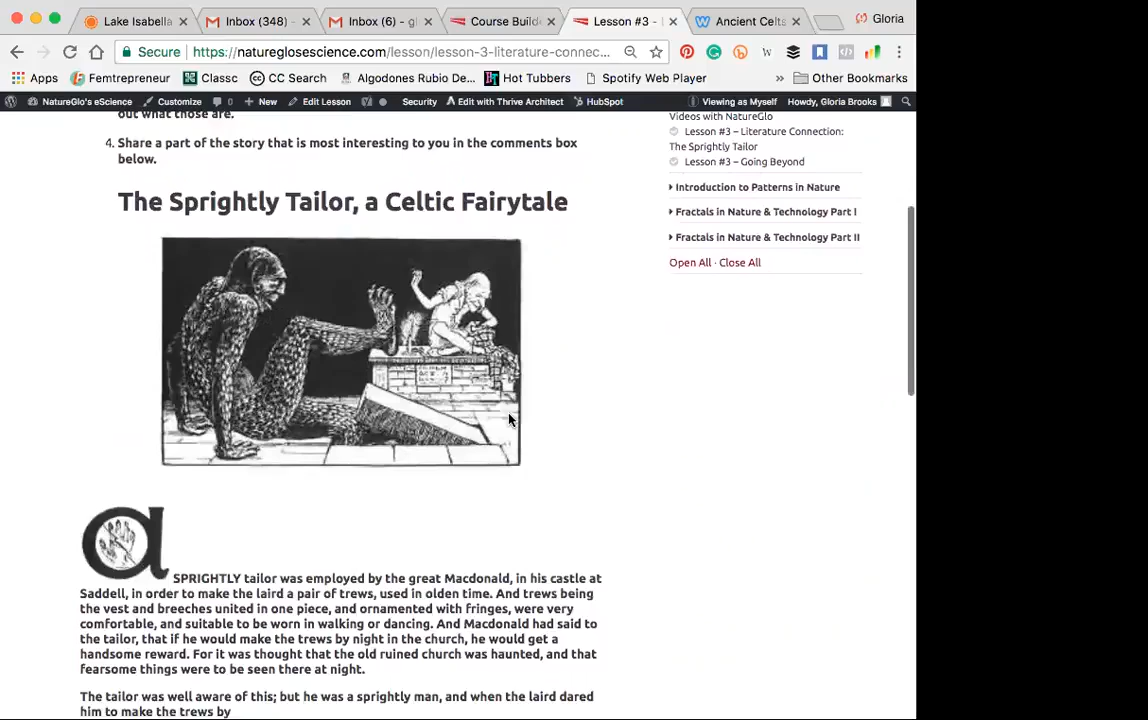 Lake Isabella
Inbox (348) -
Inbox (6) - gl
Course Build
Lesson #3 - L
Ancient Celts
Gloria
Secure
https://natureglosescience.com/lesson/lesson-3-literature-connec...
Apps
Femtrepreneur
Classc
CC Search
Algodones Rubio De...
Hot Tubbers
Spotify Web Player
» Other Bookmarks
NatureGlo's eScience
Customize
0
New
Edit Lesson
Security
Edit with Thrive Architect
HubSpot
Viewing as Myself
Howdy, Gloria Brooks
out what those are.
4. Share a part of the story that is most interesting to you in the comments box
below.
The Sprightly Tailor, a Celtic Fairytale
a
SPRIGHTLY tailor was employed by the great Macdonald, in his castle at
Saddell, in order to make the laird a pair of trews, used in olden time. And trews being
the vest and breeches united in one piece, and ornamented with fringes, were very
comfortable, and suitable to be worn in walking or dancing. And Macdonald had said to
the tailor, that if he would make the trews by night in the church, he would get a
handsome reward. For it was thought that the old ruined church was haunted, and that
fearsome things were to be seen there at night.
The tailor was well aware of this; but he was a sprightly man, and when the laird dared
him to make the trews by
Videos with NatureGlo
Lesson #3 – Literature Connection:
The Sprightly Tailor
Lesson #3 – Going Beyond
Introduction to Patterns in Nature
Fractals in Nature & Technology Part I
Fractals in Nature & Technology Part II
Open All · Close All